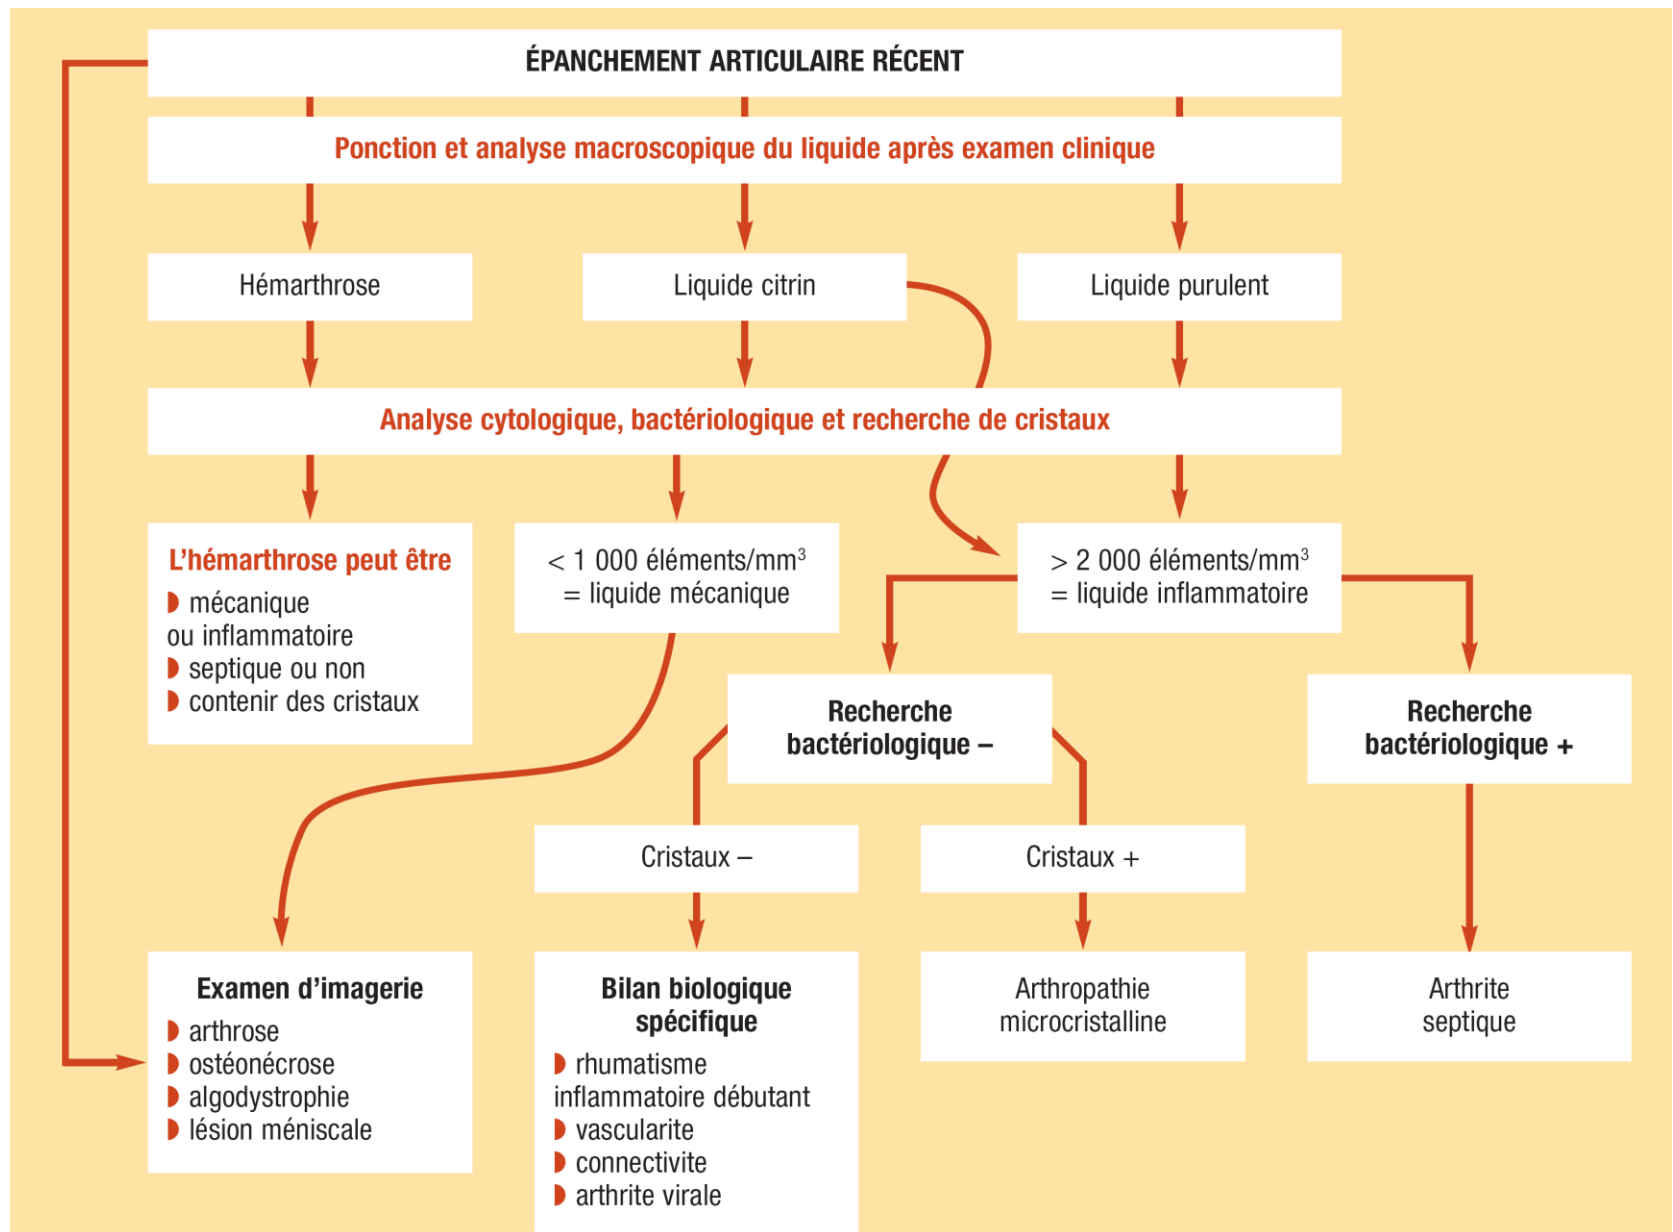 ÉPANCHEMENT ARTICULAIRE RÉCENT
Ponction et analyse macroscopique du liquide après examen clinique
Hémarthrose
Liquide citrin
Liquide purulent
Analyse cytologique, bactériologique et recherche de cristaux
L’hémarthrose peut être
mécanique
ou inflammatoire
septique ou non
contenir des cristaux
< 1 000 éléments/mm³
= liquide mécanique
> 2 000 éléments/mm³
= liquide inflammatoire
Recherche
bactériologique –
Recherche
bactériologique +
Cristaux –
Cristaux +
Examen d’imagerie
arthrose
ostéonécrose
algodystrophie
lésion méniscale
Bilan biologique
spécifique
rhumatisme
inflammatoire débutant
vascularite
connectivite
arthrite virale
Arthropathie
microcristalline
Arthrite
septique